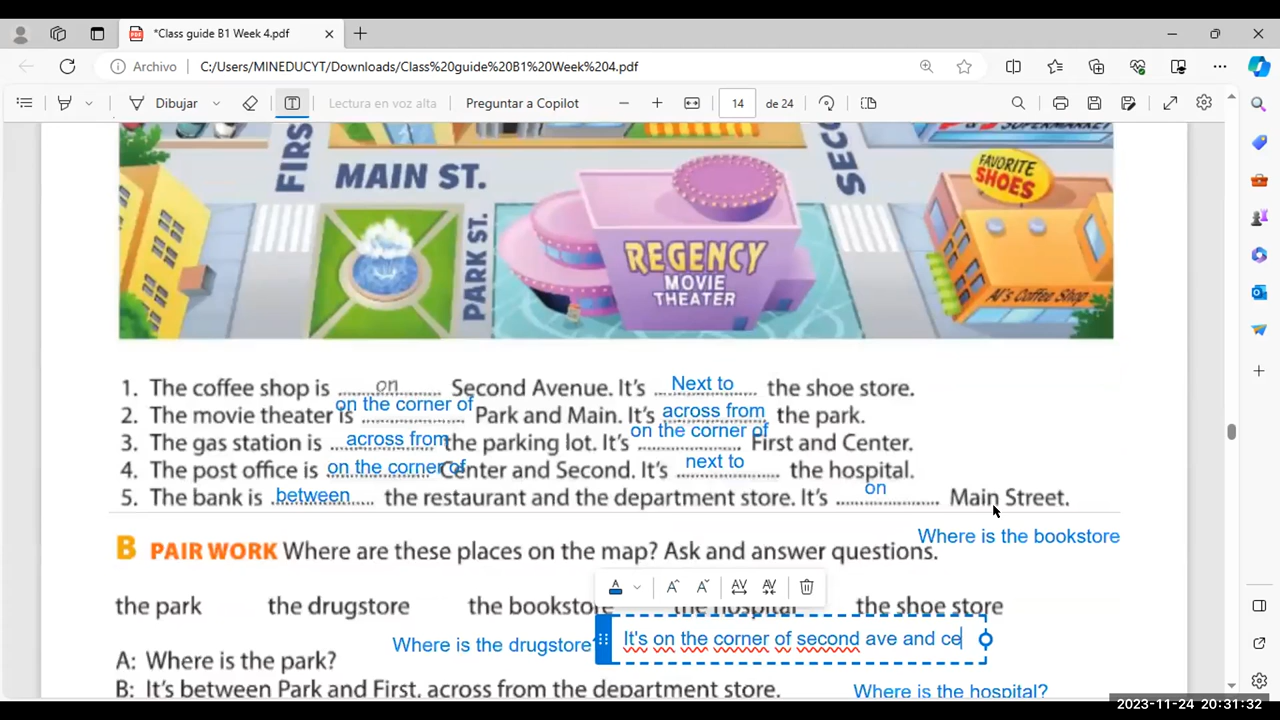 *Class guide B1 Week 4.pdf
Archivo C:/Users/MINEDUCYT/Downloads/Class%20guide%20B1%20Week%204.pdf
Dibujar Lectura en voz alta Preguntar a Copilot 14 de 24
SUPERMARKET
FIRS
MAIN ST.
SECO
FAVORITE
SHOES
PARK ST.
REGENCY
MOVIE
THEATER
Al's Coffee Shop
1. The coffee shop is on Second Avenue. It's Next to the shoe store.
2. The movie theater is on the corner of Park and Main. It's across from the park.
3. The gas station is across from the parking lot. It's on the corner of First and Center.
4. The post office is on the corner of Center and Second. It's next to the hospital.
5. The bank is between the restaurant and the department store. It's on Main Street.
Where is the bookstore
B PAIR WORK Where are these places on the map? Ask and answer questions.
the park the drugstore the bookstore the hospital the shoe store
Where is the drugstore? It's on the corner of second ave and ce
A: Where is the park?
B: It's between Park and First, across from the department store.
Where is the hospital?
2023-11-24 20:31:32